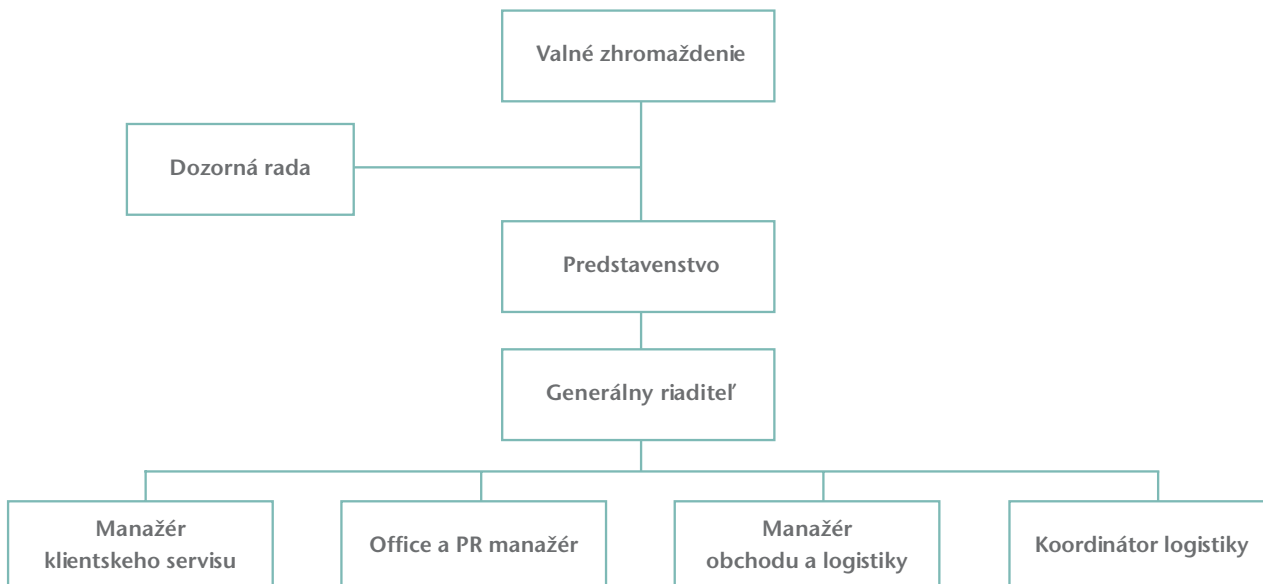 Valné zhromaždenie
Dozorná rada
Predstavenstvo
Generálny riaditeľ
Manažér
klientskeho servisu
Office a PR manažér
Manažér
obchodu a logistiky
Koordinátor logistiky